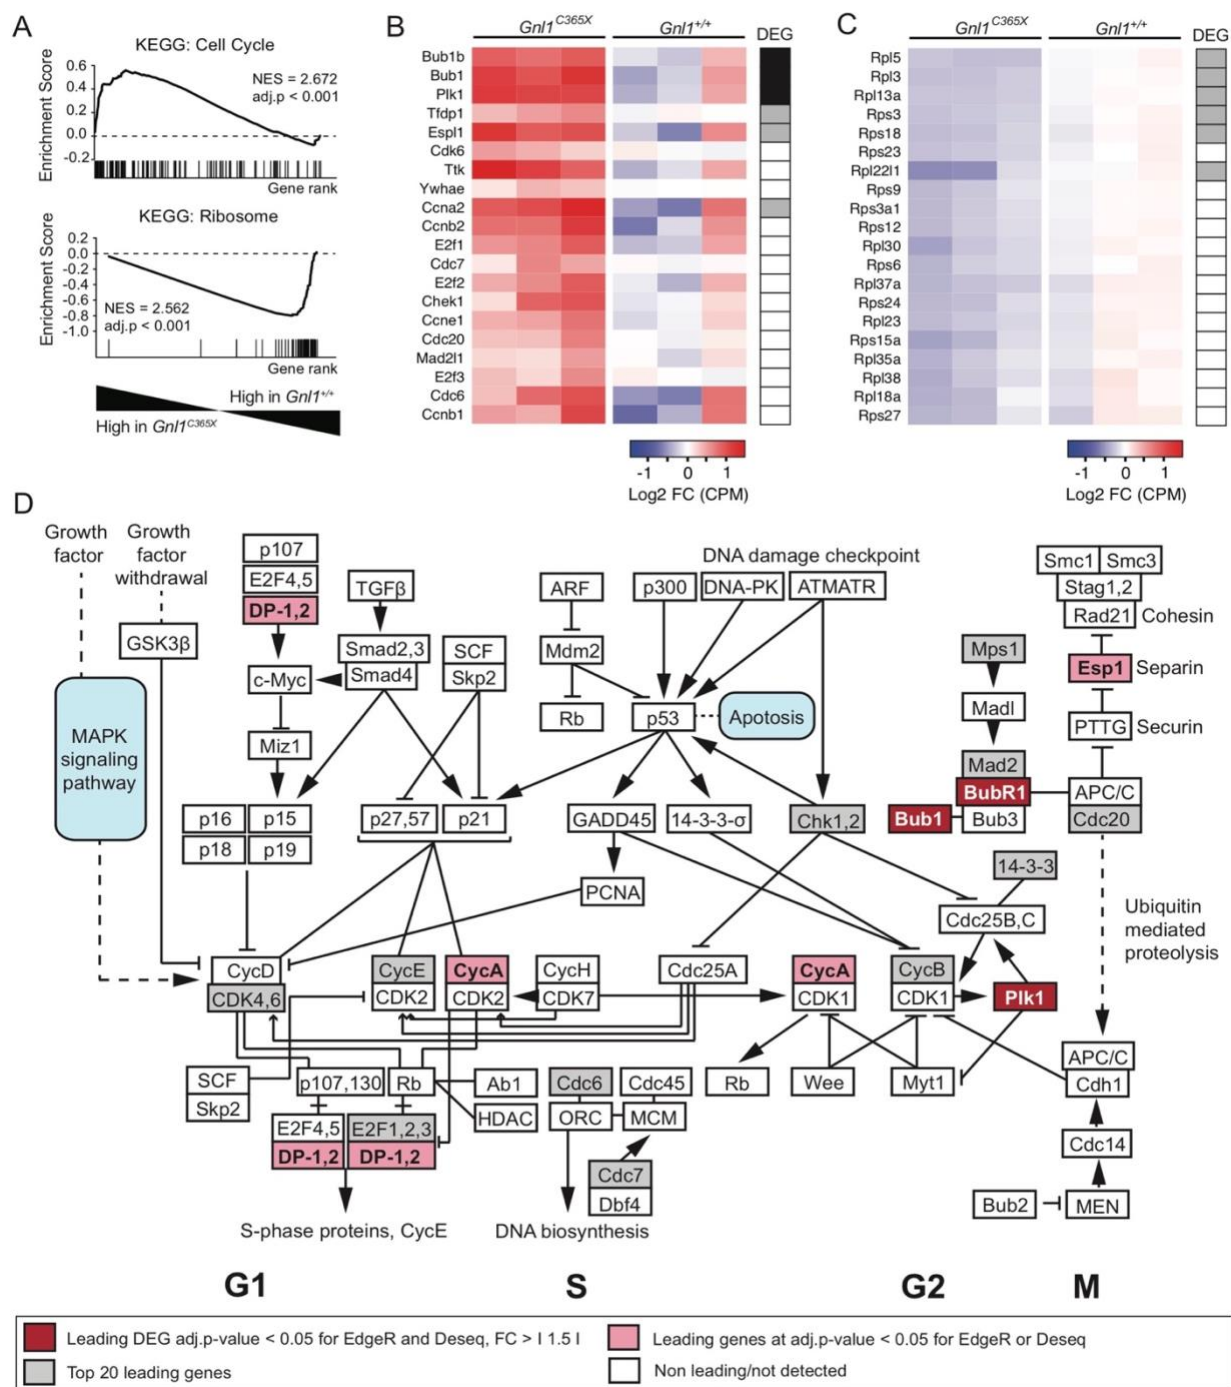 A
KEGG: Cell Cycle
Enrichment Score
0.6
0.4
0.2
0.0
-0.2
NES = 2.672
adj.p < 0.001
Gene rank
KEGG: Ribosome
Enrichment Score
0.2
0.0
-0.2
-0.4
-0.6
-0.8
-1.0
NES = 2.562
adj.p < 0.001
Gene rank
High in Gnl1+/+
High in Gnl1C365X
B
Gnl1C365X Gnl1+/+
DEG
Bub1b
Bub1
Plk1
Tfdp1
Espl1
Cdk6
Ttk
Ywhae
Ccna2
Ccnb2
E2f1
Cdc7
E2f2
Chek1
Ccne1
Cdc20
Mad2l1
E2f3
Cdc6
Ccnb1
-1 0 1
Log2 FC (CPM)
C
Gnl1C365X Gnl1+/+
DEG
Rpl5
Rpl3
Rpl13a
Rps3
Rps18
Rps23
Rpl22l1
Rps9
Rps3a1
Rps12
Rpl30
Rps6
Rpl37a
Rps24
Rpl23
Rps15a
Rpl35a
Rpl38
Rpl18a
Rps27
-1 0 1
Log2 FC (CPM)
D
Growth
factor
Growth
factor
withdrawal
GSK3β
MAPK
signaling
pathway
p107
E2F4,5
DP-1,2
c-Myc
Miz1
TGFβ
Smad2,3
Smad4
SCF
Skp2
p16 p15
p18 p19
p27,57 p21
ARF
Mdm2
Rb
p300
DNA damage checkpoint
DNA-PK
ATMATR
p53
Apotosis
GADD45
14-3-3-σ
PCNA
Chk1,2
Mps1
Madl
Mad2
BubR1
Bub1
Bub3
Smc1 Smc3
Stag1,2
Rad21
Cohesin
Esp1
Separin
PTTG
Securin
APC/C
Cdc20
14-3-3
Cdc25B,C
Ubiquitin
mediated
proteolysis
CycD
CDK4,6
CycE
CDK2
CycA
CDK2
CycH
CDK7
Cdc25A
CycA
CDK1
CycB
CDK1
Plk1
SCF
Skp2
p107,130
Rb
Ab1
HDAC
E2F4,5
DP-1,2
E2F1,2,3
DP-1,2
S-phase proteins, CycE
Cdc6
ORC
Cdc45
MCM
Cdc7
Dbf4
DNA biosynthesis
Rb
Wee
Myt1
APC/C
Cdh1
Cdc14
Bub2
MEN
G1 S G2 M
Leading DEG adj.p-value < 0.05 for EdgeR and Deseq, FC > I 1.5 I
Leading genes at adj.p-value < 0.05 for EdgeR or Deseq
Top 20 leading genes
Non leading/not detected